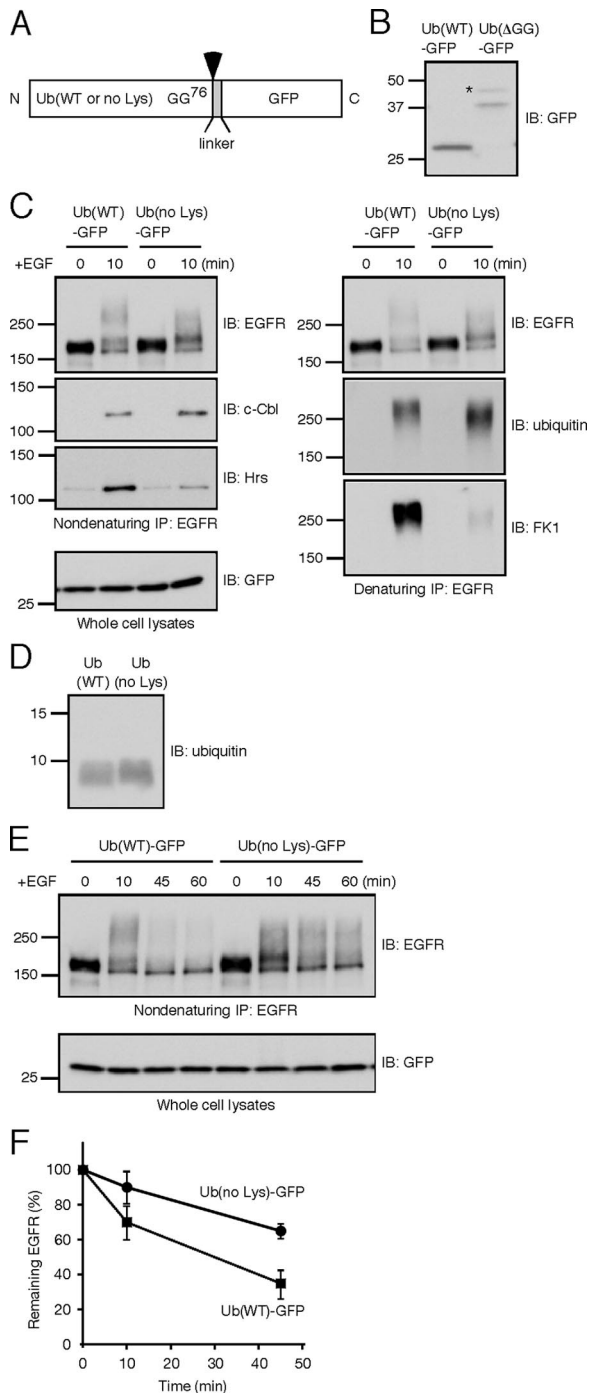 A
N
Ub(WT or no Lys) GG76
GFP
C
linker
B
Ub(WT) Ub(ΔGG)
-GFP -GFP
50
*
37
25
IB: GFP
C
Ub(WT) Ub(no Lys)
-GFP -GFP
+EGF 0 10 0 10 (min)
250
150
IB: EGFR
150
100
IB: c-Cbl
150
100
IB: Hrs
Nondenaturing IP: EGFR
25
IB: GFP
Whole cell lysates
Ub(WT) Ub(no Lys)
-GFP -GFP
0 10 0 10 (min)
250
150
IB: EGFR
250
150
IB: ubiquitin
250
150
IB: FK1
Denaturing IP: EGFR
D
Ub Ub
(WT) (no Lys)
15
10
IB: ubiquitin
E
Ub(WT)-GFP Ub(no Lys)-GFP
+EGF 0 10 45 60 0 10 45 60 (min)
250
150
IB: EGFR
Nondenaturing IP: EGFR
25
IB: GFP
Whole cell lysates
F
Remaining EGFR (%)
100
80
60
40
20
0
Ub(no Lys)-GFP
Ub(WT)-GFP
0 10 20 30 40 50
Time (min)